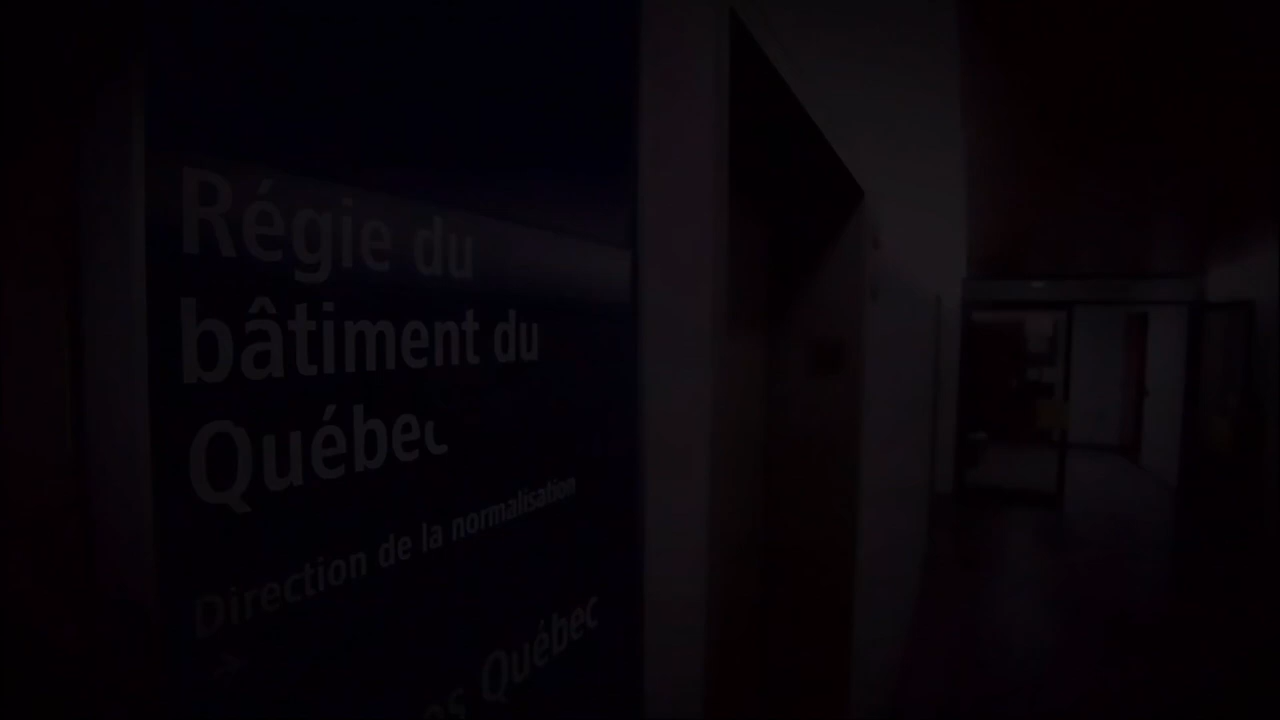 Régie du
bâtiment du
Québec
Direction de la normalisation
Québec